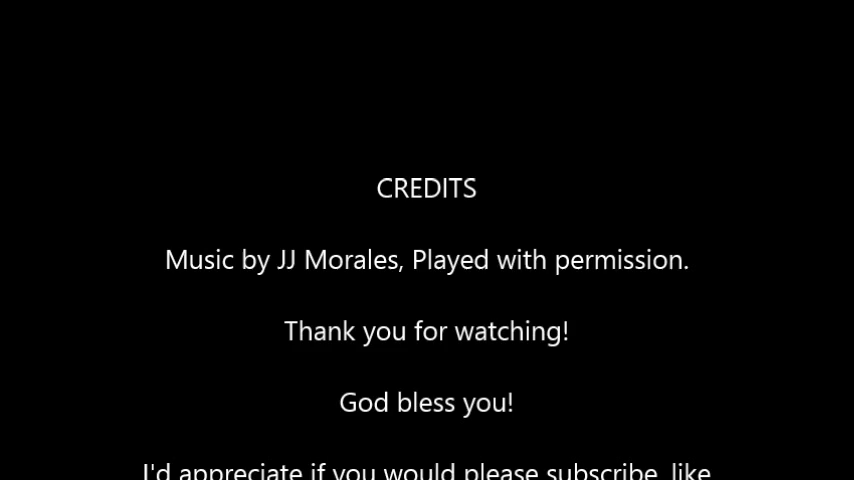 CREDITS
Music by JJ Morales, Played with permission.
Thank you for watching!
God bless you!
I'd appreciate if you would please subscribe, like